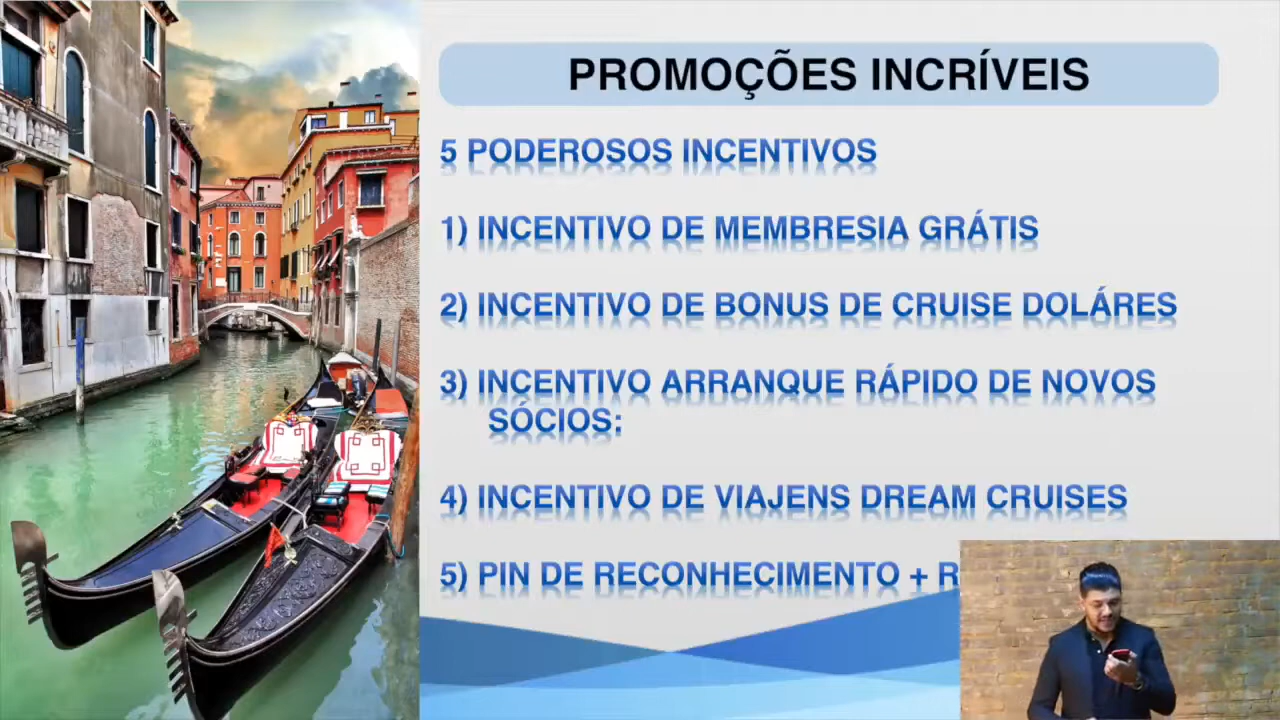 PROMOÇÕES INCRÍVEIS
5 PODEROSOS INCENTIVOS
1) INCENTIVO DE MEMBRESIA GRÁTIS
2) INCENTIVO DE BONUS DE CRUISE DOLÁRES
3) INCENTIVO ARRANQUE RÁPIDO DE NOVOS
SÓCIOS:
4) INCENTIVO DE VIAJENS DREAM CRUISES
5) PIN DE RECONHECIMENTO +